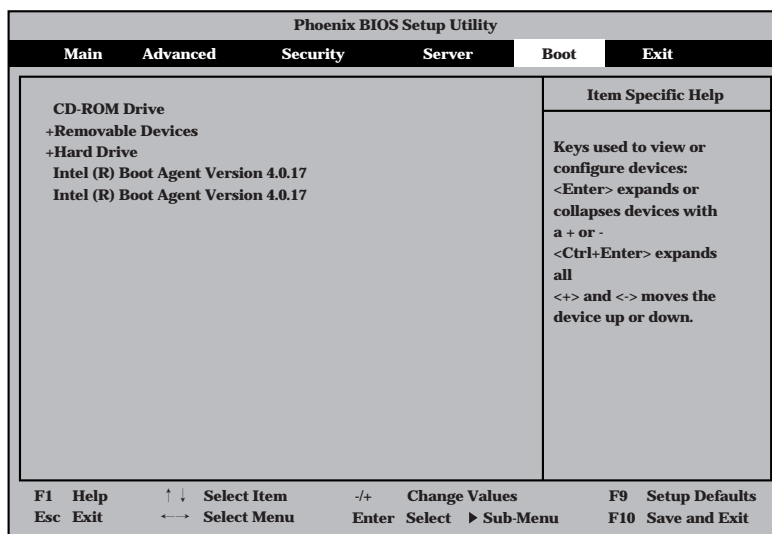 Phoenix BIOS Setup Utility
Main Advanced Security Server Boot Exit
CD-ROM Drive
+Removable Devices
+Hard Drive
Intel (R) Boot Agent Version 4.0.17
Intel (R) Boot Agent Version 4.0.17
Item Specific Help
Keys used to view or
configure devices:
<Enter> expands or
collapses devices with
a + or -
<Ctrl+Enter> expands
all
<+> and <-> moves the
device up or down.
F1 Help ↑↓ Select Item -/+ Change Values F9 Setup Defaults
Esc Exit ←→ Select Menu Enter Select ▶ Sub-Menu F10 Save and Exit